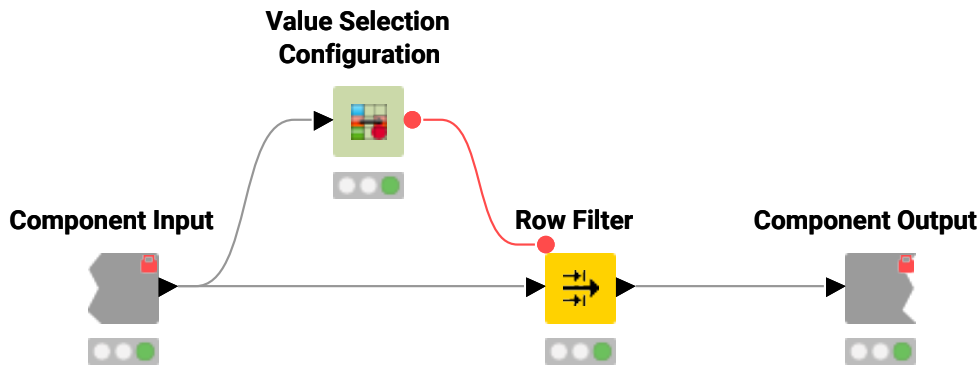 Value Selection
Configuration
Component Input
Row Filter
Component Output